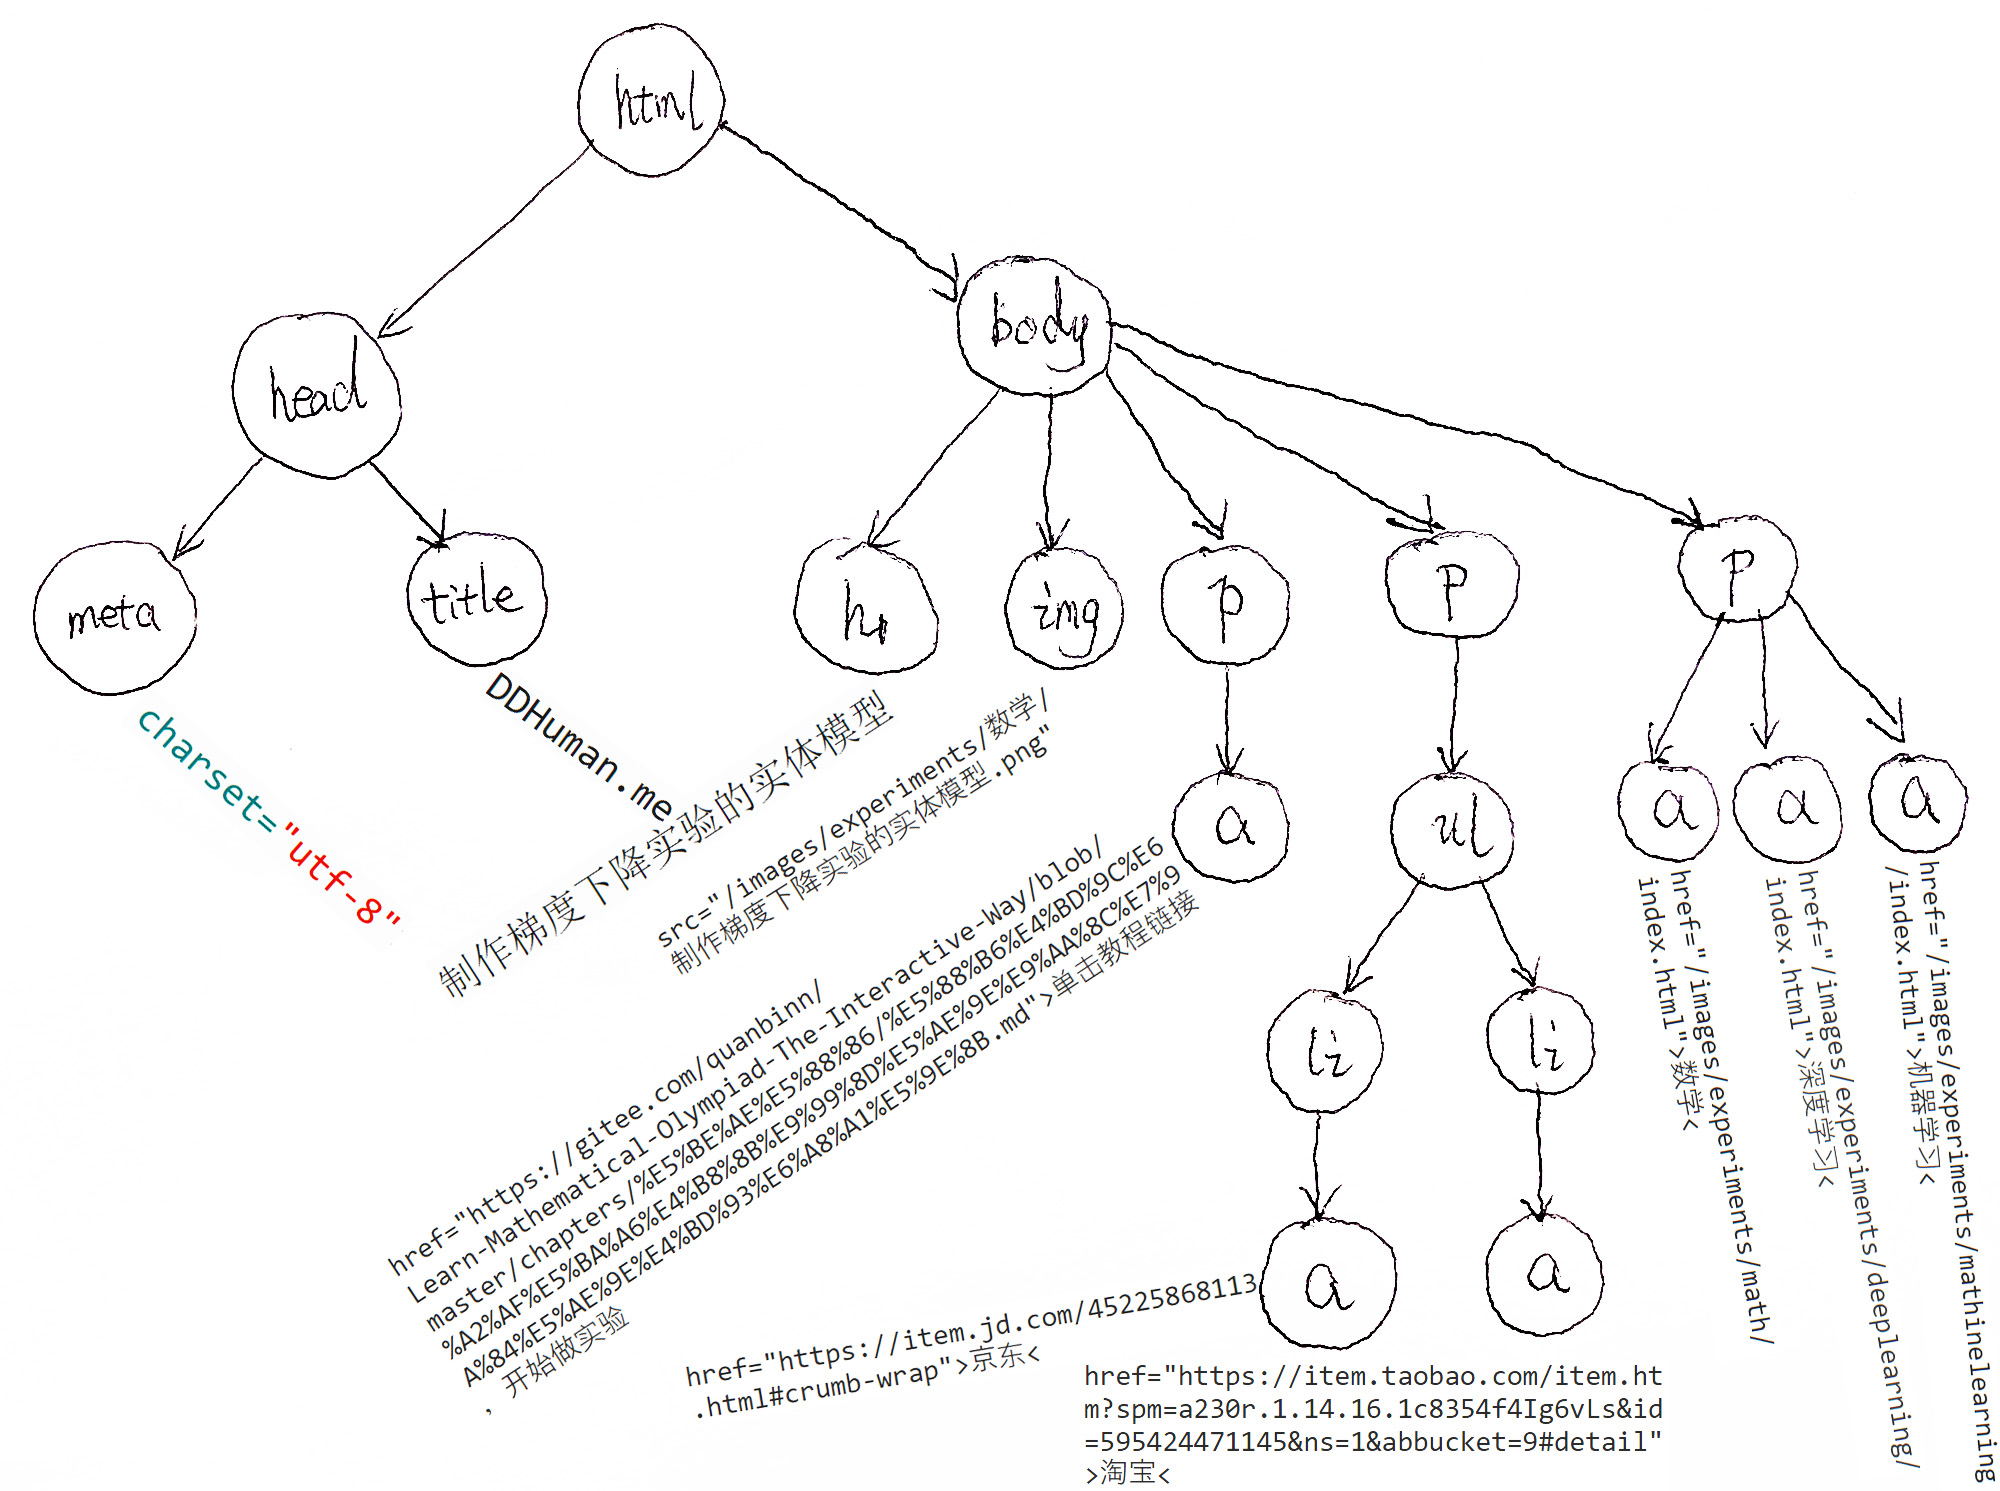 html
head
body
meta
title
h1
img
p
p
p
charset="utf-8"
DDHuman.me
制作梯度下降实验的实体模型
src="/images/experiments/数学/
制作梯度下降实验的实体模型.png"
a
ul
a
a
a
href="https://gitee.com/quanbinn/
Learn-Mathematical-Olympiad-The-Interactive-Way/blob/
master/chapters/%E5%BE%AE%E5%88%86/%E5%88%B6%E4%BD%9C%E6
%A2%AF%E5%BA%A6%E4%B8%8B%E9%99%8D%E5%AE%9E%E9%AA%8C%E7%9
A%84%E5%AE%9E%E4%BD%93%E6%A8%A1%E5%9E%8B.md">单击教程链接
，开始做实验
href="/images/experiments/math/
index.html">数学<
href="/images/experiments/deeplearning/
index.html">深度学习<
href="/images/experiments/mathinelearning
/index.html">机器学习<
li
li
a
a
href="https://item.jd.com/45225868113
.html#crumb-wrap">京东<
href="https://item.taobao.com/item.ht
m?spm=a230r.1.14.16.1c8354f4Ig6vLs&id
=595424471145&ns=1&abbucket=9#detail"
>淘宝<